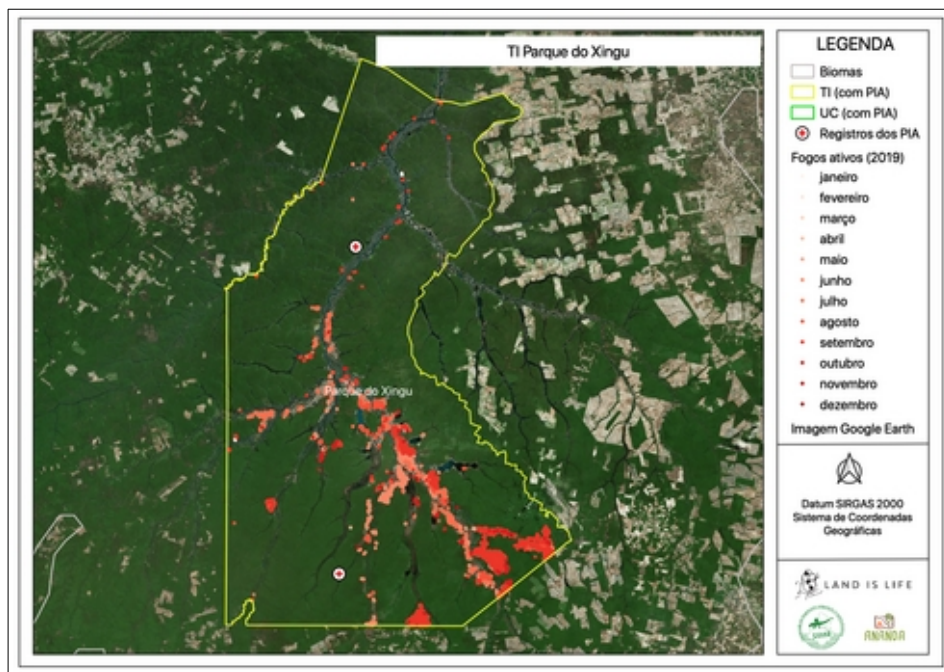 TI Parque do Xingu
Parque do Xingu
LEGENDA
Biomas
TI (com PIA)
UC (com PIA)
Registros dos PIA
Fogos ativos (2019)
janeiro
fevereiro
março
abril
maio
junho
julho
agosto
setembro
outubro
novembro
dezembro
Imagem Google Earth
Datum SIRGAS 2000
Sistema de Coordenadas
Geográficas
LAND IS LIFE
ANANDA